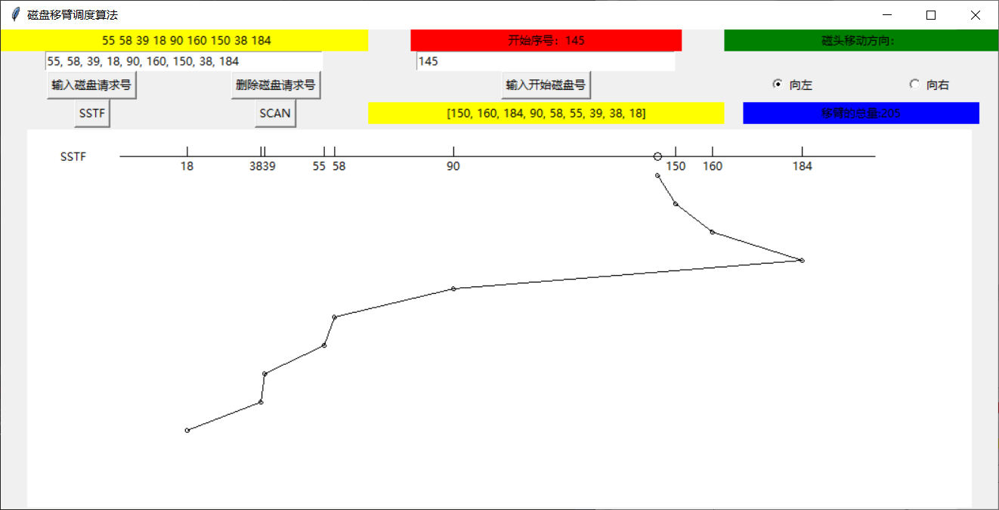 磁盘移臂调度算法
55 58 39 18 90 160 150 38 184
开始序号：145
磁头移动方向：
55, 58, 39, 18, 90, 160, 150, 38, 184
145
输入磁盘请求号
删除磁盘请求号
输入开始磁盘号
向左
向右
SSTF
SCAN
[150, 160, 184, 90, 58, 55, 39, 38, 18]
移臂的总量:205
SSTF
18 38 39 55 58 90 150 160 184